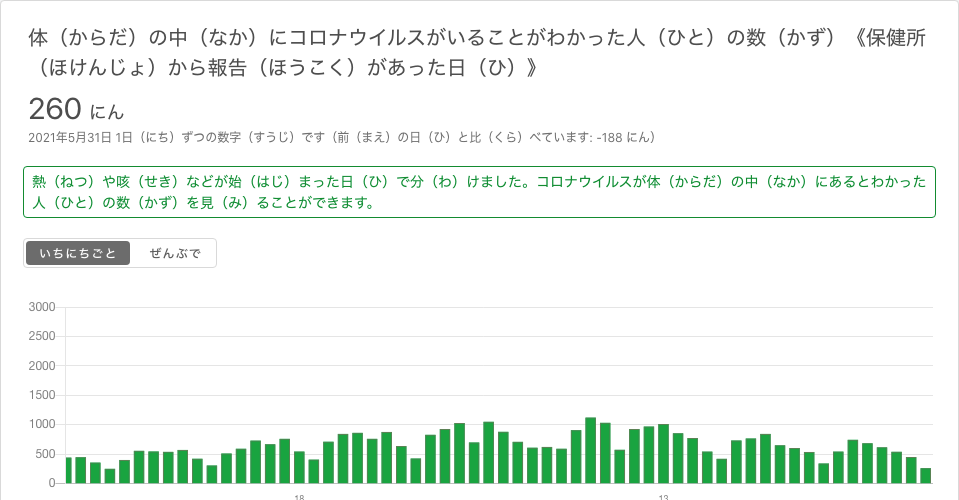 体（からだ）の中（なか）にコロナウイルスがいることがわかった人（ひと）の数（かず）《保健所
（ほけんじょ）から報告（ほうこく）があった日（ひ）》
260 にん
2021年5月31日 1日（にち）ずつの数字（すうじ）です（前（まえ）の日（ひ）と比（くら）べています: -188 にん）
熱（ねつ）や咳（せき）などが始（はじ）まった日（ひ）で分（わ）けました。コロナウイルスが体（からだ）の中（なか）にあるとわかった
人（ひと）の数（かず）を見（み）ることができます。
いちにちごと ぜんぶで
3000
2500
2000
1500
1000
500
0
18 13